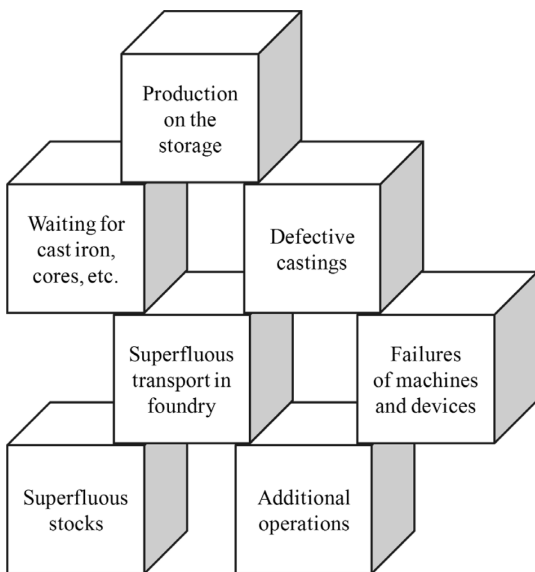 Production
on the
storage
Waiting for
cast iron,
cores, etc.
Defective
castings
Superfluous
transport in
foundry
Failures
of machines
and devices
Superfluous
stocks
Additional
operations